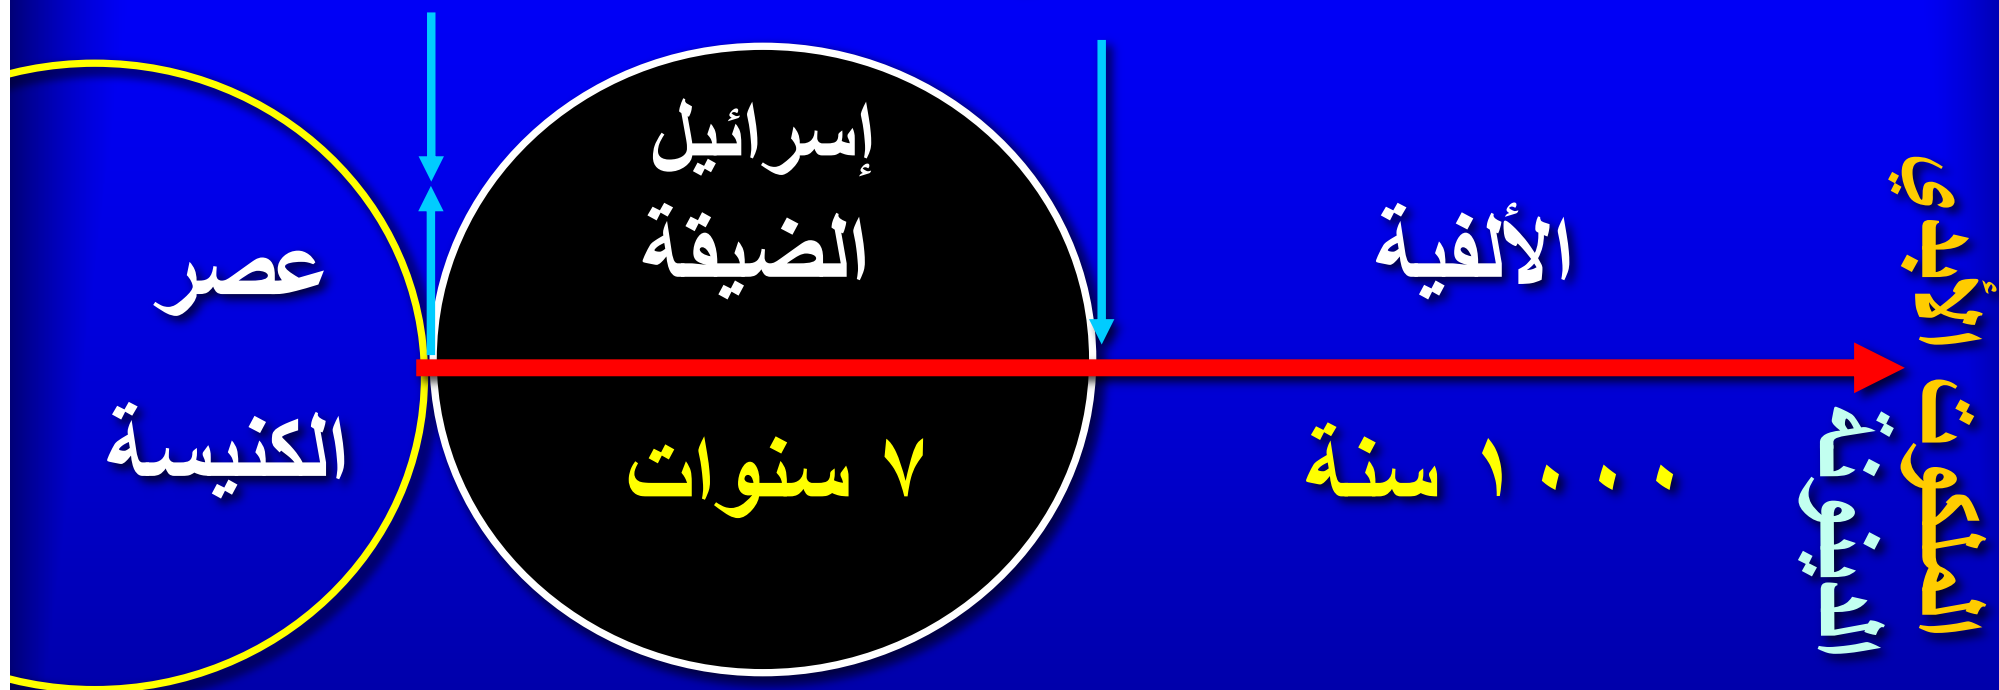 عصر
الكنيسة
إسرائيل
الضيقة
٧ سنوات
الألفية
١٠٠٠ سنة
الدينونة
الملكوت الأبدي